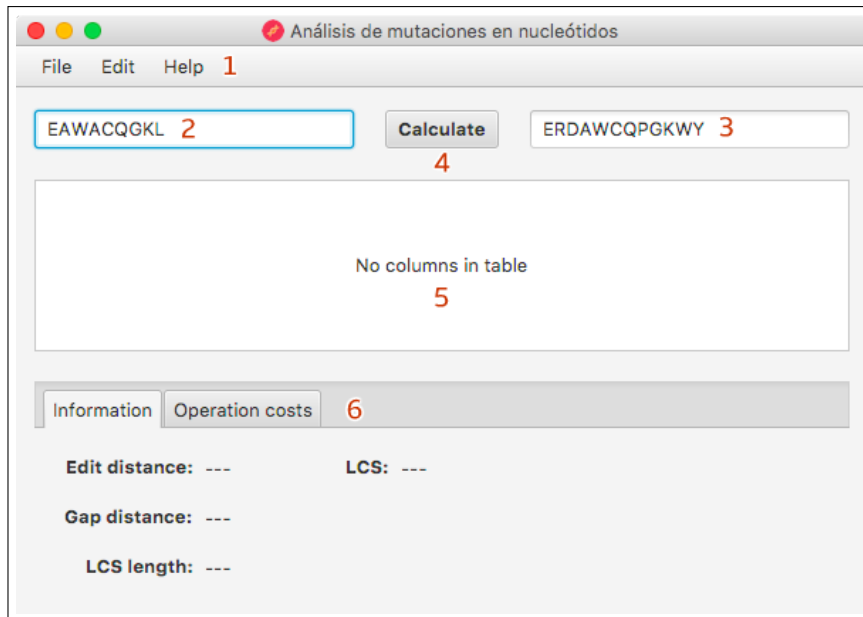 Análisis de mutaciones en nucleótidos
File Edit Help 1
EAWACQGKL 2 Calculate ERDAWCQPGKWY 3
4
No columns in table
5
Information Operation costs 6
Edit distance: --- LCS: ---
Gap distance: ---
LCS length: ---